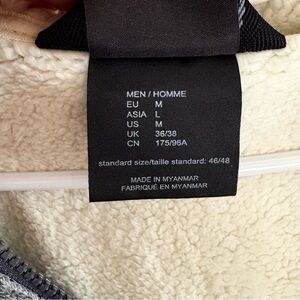 MEN / HOMME
EU M
ASIA L
US M
UK 36/38
CN 175/96A
standard size/taille standard: 46/48
MADE IN MYANMAR
FABRIQUÉ EN MYANMAR